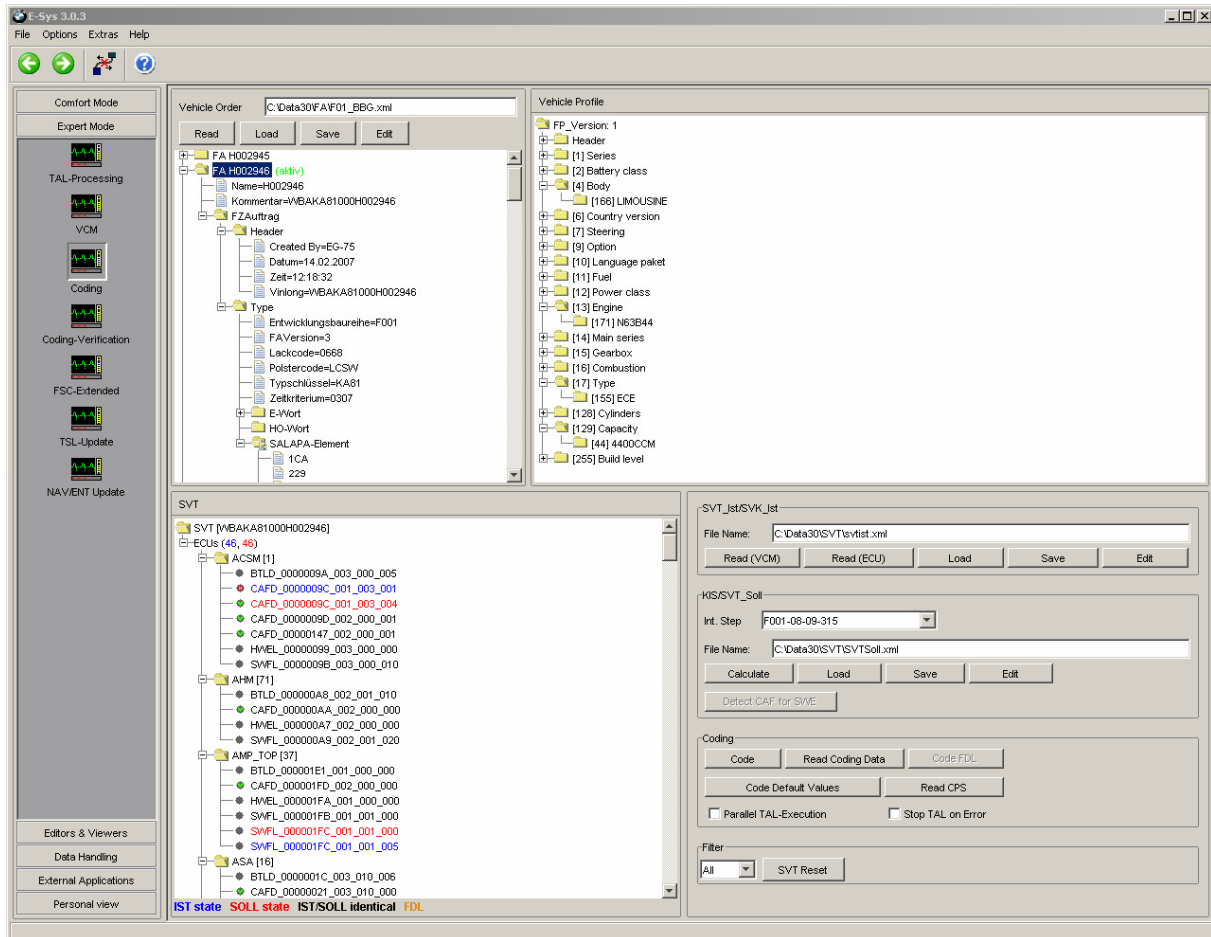 E-Sys 3.0.3
File Options Extras Help
Comfort Mode
Expert Mode
TAL-Processing
VCM
Coding
Coding-Verification
FSC-Extended
TSL-Update
NAV/ENT Update
Editors & Viewers
Data Handling
External Applications
Personal view
Vehicle Order C:\Data30\FA\F01_BBG.xml
Read Load Save Edit
FA H002945
FA H002946 (aktiv)
Name=H002946
Kommentar=WBAKA81000H002946
FZAuftrag
Header
Created By=EG-75
Datum=14.02.2007
Zeit=12:18:32
Vinlong=WBAKA81000H002946
Type
Entwicklungsbaureihe=F001
FAVersion=3
Lackcode=0668
Polstercode=LCSW
Typschlüssel=KA81
Zeitkriterium=0307
E-Wort
HO-Wort
SALAPA-Element
1CA
229
Vehicle Profile
FP_Version: 1
Header
[1] Series
[2] Battery class
[4] Body
[166] LIMOUSINE
[6] Country version
[7] Steering
[9] Option
[10] Language paket
[11] Fuel
[12] Power class
[13] Engine
[171] N63B44
[14] Main series
[15] Gearbox
[16] Combustion
[17] Type
[155] ECE
[128] Cylinders
[129] Capacity
[44] 4400CCM
[255] Build level
SVT
SVT [WBAKA81000H002946]
ECUs (46, 46)
ACSM [1]
BTLD_0000009A_003_000_005
CAFD_0000009C_001_003_001
CAFD_0000009C_001_003_004
CAFD_0000009D_002_000_001
CAFD_00000147_002_000_001
HWEL_00000099_003_000_000
SWFL_0000009B_003_000_010
AHM [71]
BTLD_000000A8_002_001_010
CAFD_000000AA_002_000_000
HWEL_000000A7_002_000_000
SWFL_000000A9_002_001_020
AMP_TOP [37]
BTLD_000001E1_001_000_000
CAFD_000001FD_002_000_000
HWEL_000001FA_001_000_000
SWFL_000001FB_001_001_000
SWFL_000001FC_001_001_000
SWFL_000001FC_001_001_005
ASA [16]
BTLD_0000001C_003_010_006
CAFD_00000021_003_010_000
IST state SOLL state IST/SOLL identical FDL
SVT_Ist/SVK_Ist
File Name: C:\Data30\SVT\svtist.xml
Read (VCM) Read (ECU) Load Save Edit
KIS/SVT_Soll
Int. Step F001-08-09-315
File Name: C:\Data30\SVT\SVTSoll.xml
Calculate Load Save Edit
Detect CAF for SWE
Coding
Code Read Coding Data Code FDL
Code Default Values Read CPS
Parallel TAL-Execution Stop TAL on Error
Filter
All SVT Reset